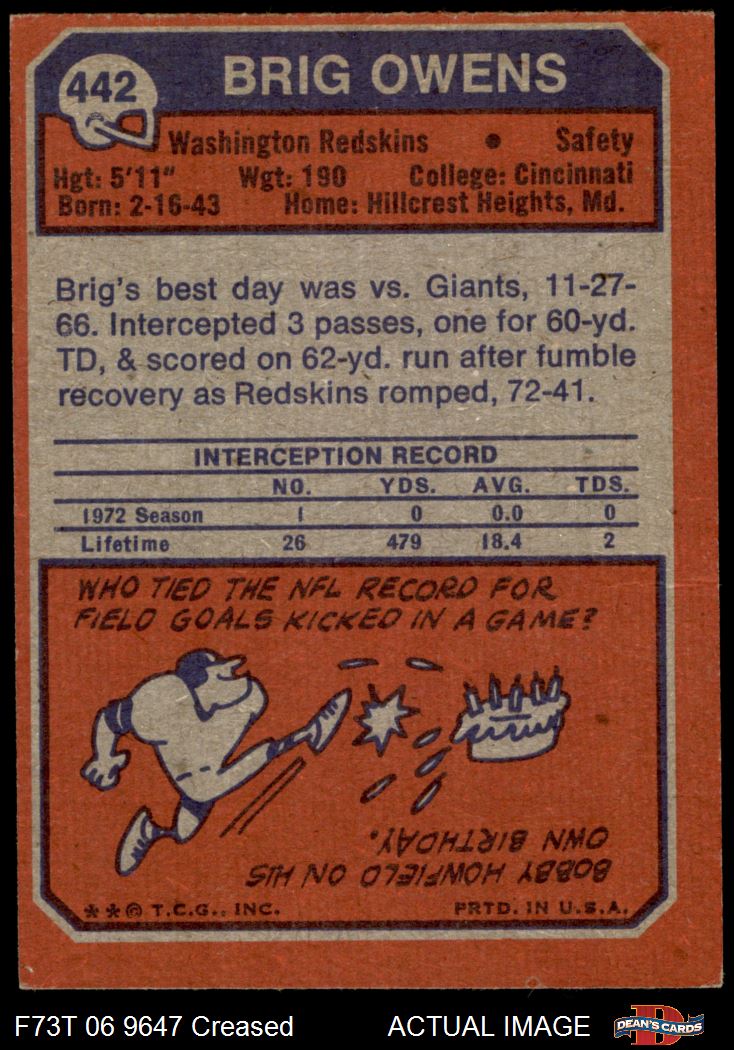 442 BRIG OWENS
Washington Redskins • Safety
Hgt: 5'11" Wgt: 190 College: Cincinnati
Born: 2-16-43 Home: Hillcrest Heights, Md.
Brig's best day was vs. Giants, 11-27-
66. Intercepted 3 passes, one for 60-yd.
TD, & scored on 62-yd. run after fumble
recovery as Redskins romped, 72-41.
INTERCEPTION RECORD
NO. YDS. AVG. TDS.
1972 Season 1 0 0.0 0
Lifetime 26 479 18.4 2
WHO TIED THE NFL RECORD FOR
FIELD GOALS KICKED IN A GAME?
BOBBY HOWFIELD ON HIS
OWN BIRTHDAY.
**© T.C.G., INC. PRTD. IN U.S.A.
F73T 06 9647 Creased ACTUAL IMAGE D DEAN'S CARDS